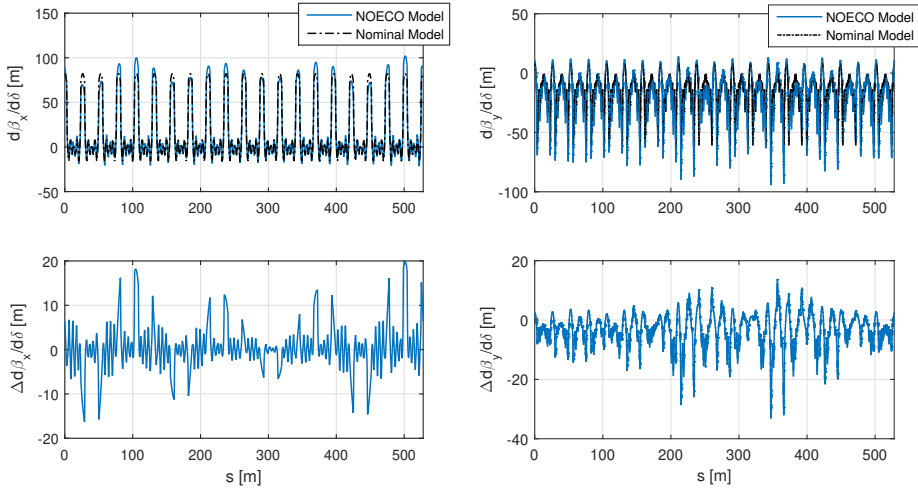 NOECO Model
Nominal Model
dβx/dδ [m]
150
100
50
0
-50
0 100 200 300 400 500
NOECO Model
Nominal Model
dβy/dδ [m]
50
0
-50
-100
0 100 200 300 400 500
Δdβx/dδ [m]
20
10
0
-10
-20
0 100 200 300 400 500
s [m]
Δdβy/dδ [m]
20
0
-20
-40
0 100 200 300 400 500
s [m]